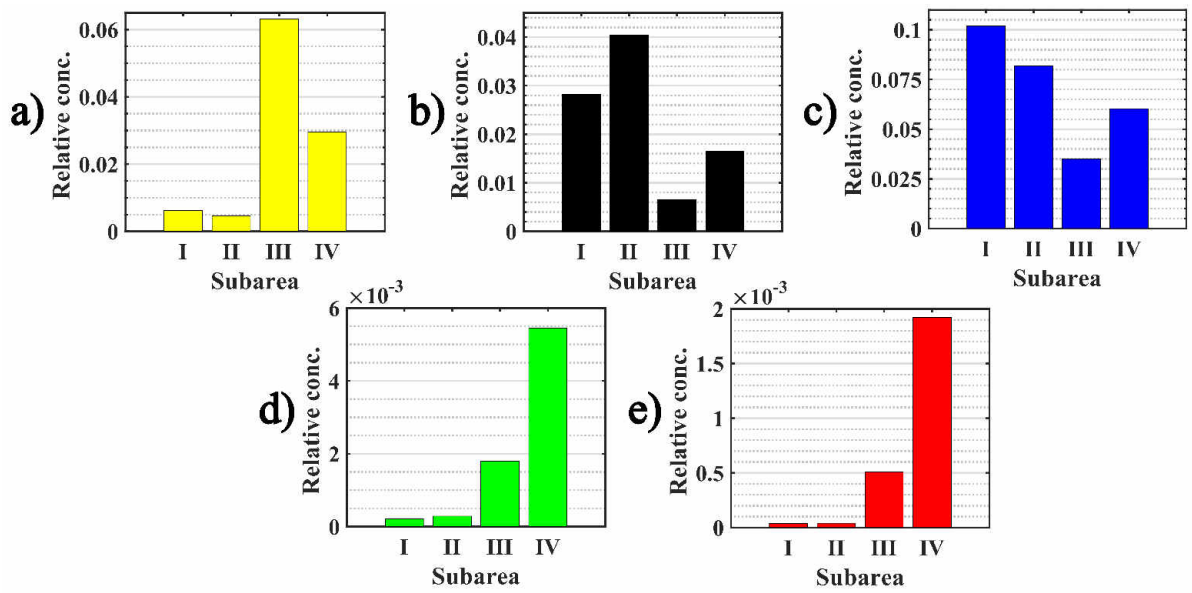 a)
Relative conc.
0.06
0.04
0.02
0
I II III IV
Subarea
b)
Relative conc.
0.04
0.03
0.02
0.01
0
I II III IV
Subarea
c)
Relative conc.
0.1
0.075
0.05
0.025
0
I II III IV
Subarea
d)
Relative conc.
×10⁻³
6
4
2
0
I II III IV
Subarea
e)
Relative conc.
×10⁻³
2
1.5
1
0.5
0
I II III IV
Subarea